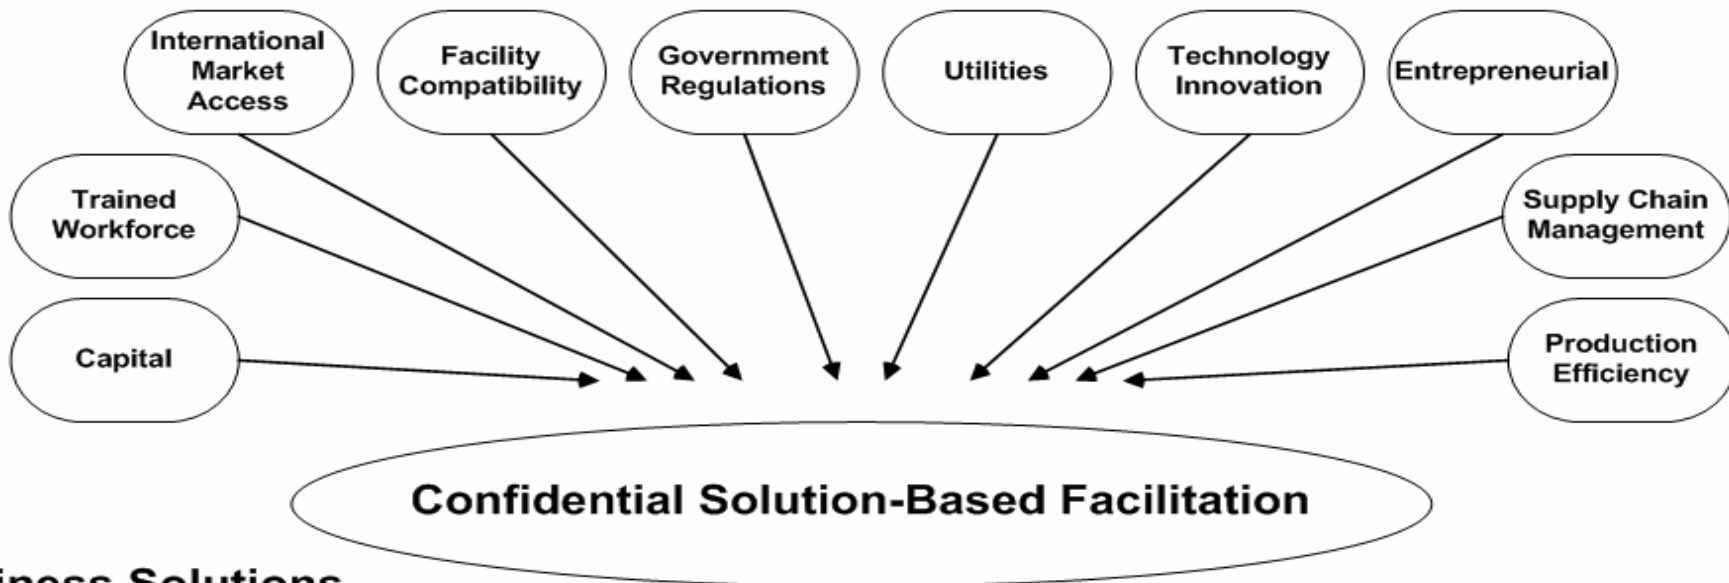 International
Market
Access
Facility
Compatibility
Government
Regulations
Utilities
Technology
Innovation
Entrepreneurial
Trained
Workforce
Supply Chain
Management
Capital
Production
Efficiency
Confidential Solution-Based Facilitation
Solutions